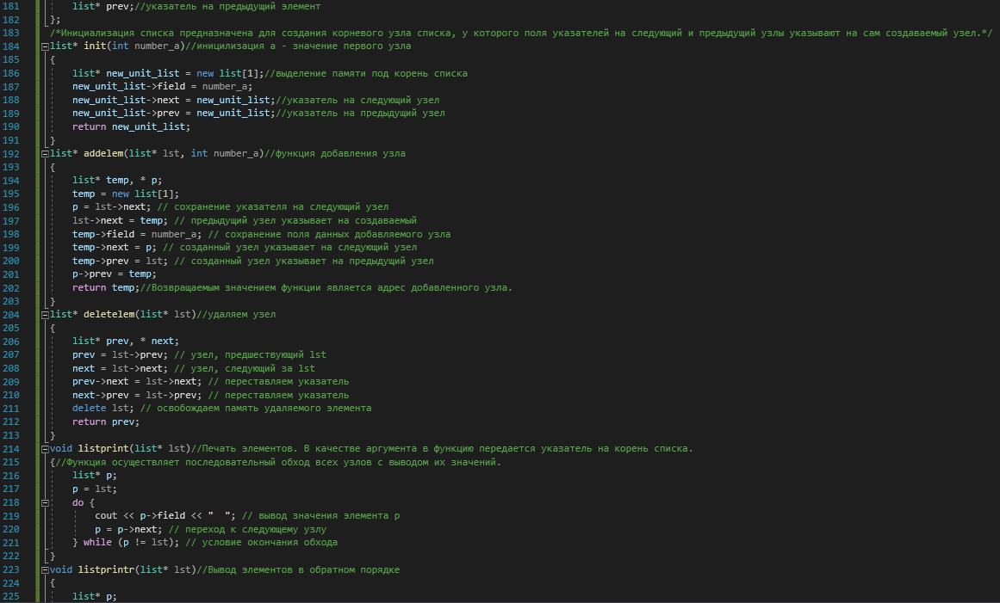 181 list* prev;//указатель на предыдущий элемент
182 };
183 /*Инициализация списка предназначена для создания корневого узла списка, у которого поля указателей на следующий и предыдущий узлы указывают на сам создаваемый узел.*/
184 list* init(int number_a)//иницилизация а - значение первого узла
185 {
186 list* new_unit_list = new list[1];//выделение памяти под корень списка
187 new_unit_list->field = number_a;
188 new_unit_list->next = new_unit_list;//указатель на следующий узел
189 new_unit_list->prev = new_unit_list;//указатель на предыдущий узел
190 return new_unit_list;
191 }
192 list* addelem(list* lst, int number_a)//функция добавления узла
193 {
194 list* temp, * p;
195 temp = new list[1];
196 p = lst->next; // сохранение указателя на следующий узел
197 lst->next = temp; // предыдущий узел указывает на создаваемый
198 temp->field = number_a; // сохранение поля данных добавляемого узла
199 temp->next = p; // созданный узел указывает на следующий узел
200 temp->prev = lst; // созданный узел указывает на предыдущий узел
201 p->prev = temp;
202 return temp;//Возвращаемым значением функции является адрес добавленного узла.
203 }
204 list* deletelem(list* lst)//удаляем узел
205 {
206 list* prev, * next;
207 prev = lst->prev; // узел, предшествующий lst
208 next = lst->next; // узел, следующий за lst
209 prev->next = lst->next; // переставляем указатель
210 next->prev = lst->prev; // переставляем указатель
211 delete lst; // освобождаем память удаляемого элемента
212 return prev;
213 }
214 void listprint(list* lst)//Печать элементов. В качестве аргумента в функцию передается указатель на корень списка.
215 {//Функция осуществляет последовательный обход всех узлов с выводом их значений.
216 list* p;
217 p = lst;
218 do {
219 cout << p->field << "  "; // вывод значения элемента p
220 p = p->next; // переход к следующему узлу
221 } while (p != lst); // условие окончания обхода
222 }
223 void listprintr(list* lst)//Вывод элементов в обратном порядке
224 {
225 list* p;